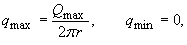 q_max = Q_max / 2πr , q_min = 0,